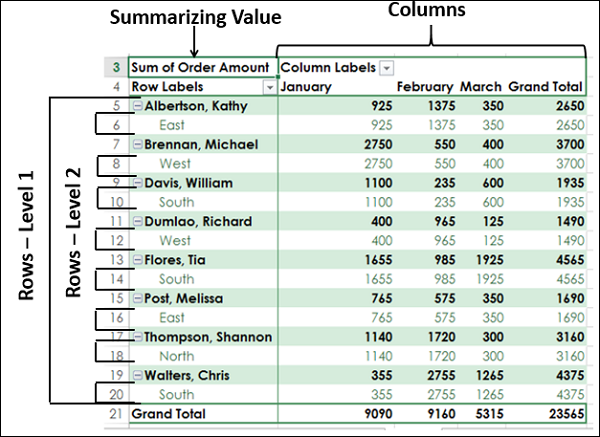 Summarizing Value
Columns
3 Sum of Order Amount Column Labels
4 Row Labels January February March Grand Total
5 Albertson, Kathy 925 1375 350 2650
6 East 925 1375 350 2650
7 Brennan, Michael 2750 550 400 3700
8 West 2750 550 400 3700
9 Davis, William 1100 235 600 1935
10 South 1100 235 600 1935
11 Dumlao, Richard 400 965 125 1490
12 West 400 965 125 1490
13 Flores, Tia 1655 985 1925 4565
14 South 1655 985 1925 4565
15 Post, Melissa 765 575 350 1690
16 East 765 575 350 1690
17 Thompson, Shannon 1140 1720 300 3160
18 North 1140 1720 300 3160
19 Walters, Chris 355 2755 1265 4375
20 South 355 2755 1265 4375
21 Grand Total 9090 9160 5315 23565
Rows – Level 1
Rows – Level 2